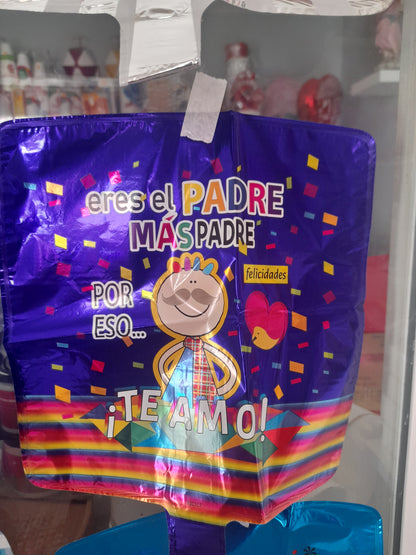 eres el PADRE
MÁS PADRE
felicidades
POR
ESO...
¡TE AMO!